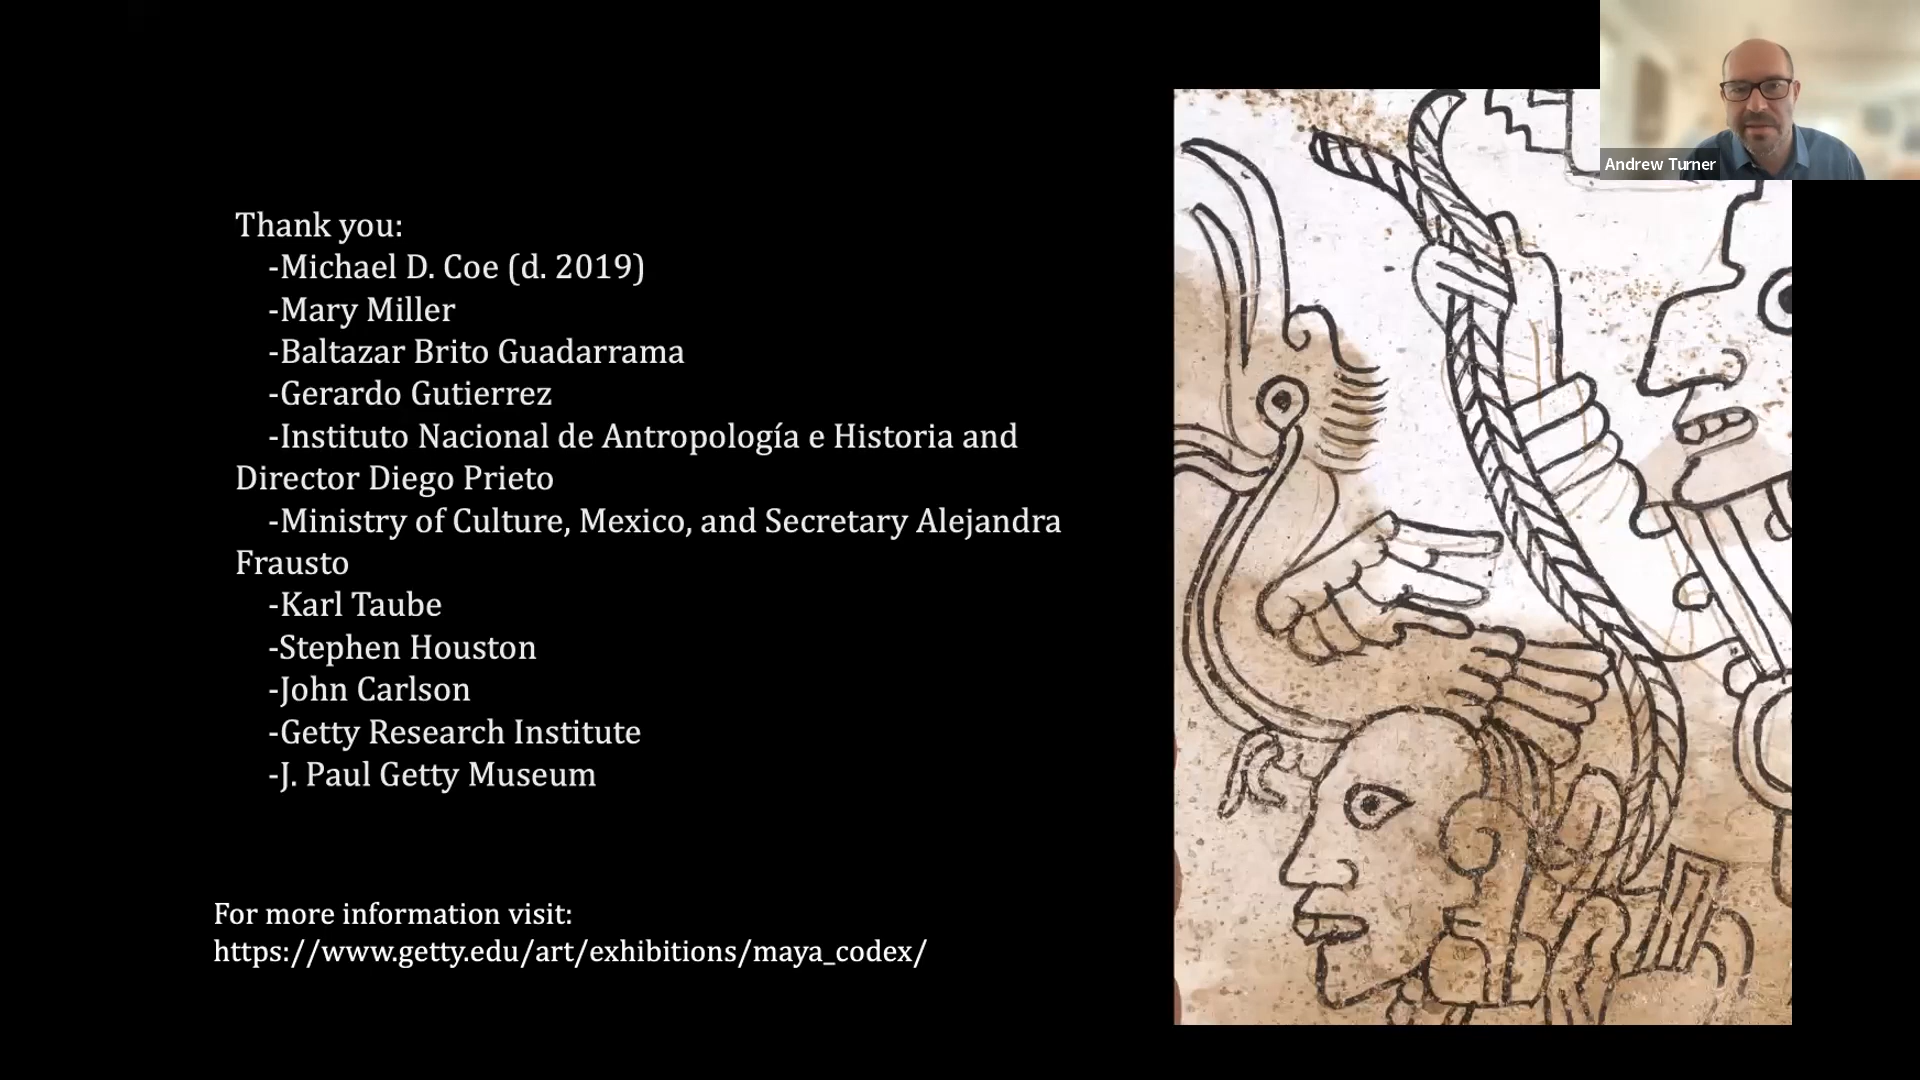 Thank you:
-Michael D. Coe (d. 2019)
-Mary Miller
-Baltazar Brito Guadarrama
-Gerardo Gutierrez
-Instituto Nacional de Antropología e Historia and
Director Diego Prieto
-Ministry of Culture, Mexico, and Secretary Alejandra
Frausto
-Karl Taube
-Stephen Houston
-John Carlson
-Getty Research Institute
-J. Paul Getty Museum
For more information visit:
https://www.getty.edu/art/exhibitions/maya_codex/
Andrew Turner